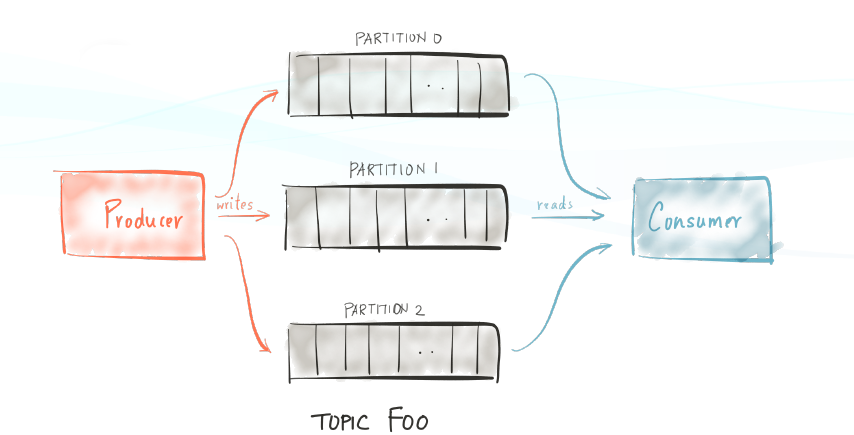 PARTITION 0
PARTITION 1
Producer
writes
reads
Consumer
PARTITION 2
TOPIC FOO